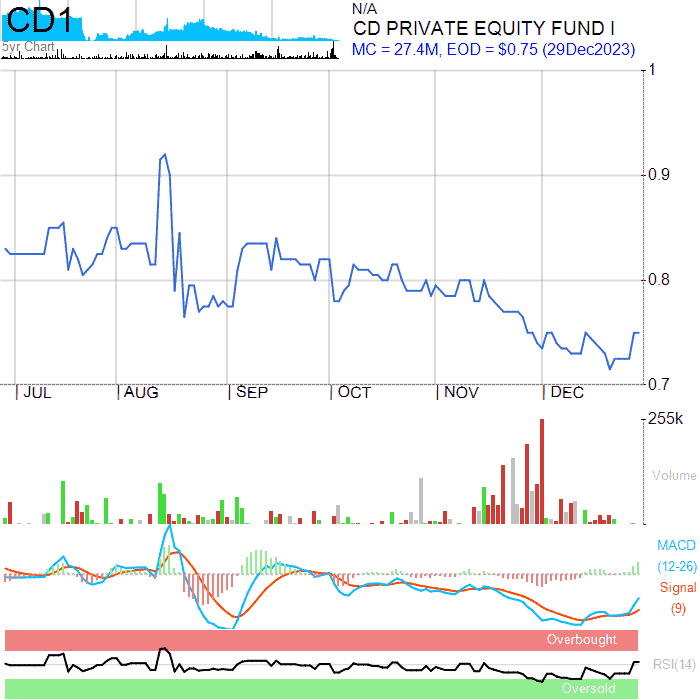 CD1
5yr Chart
N/A
CD PRIVATE EQUITY FUND I
MC = 27.4M, EOD = $0.75 (29Dec2023)
1
0.9
0.8
0.7
JUL AUG SEP OCT NOV DEC
255k
Volume
MACD
(12-26)
Signal
(9)
Overbought
RSI(14)
Oversold